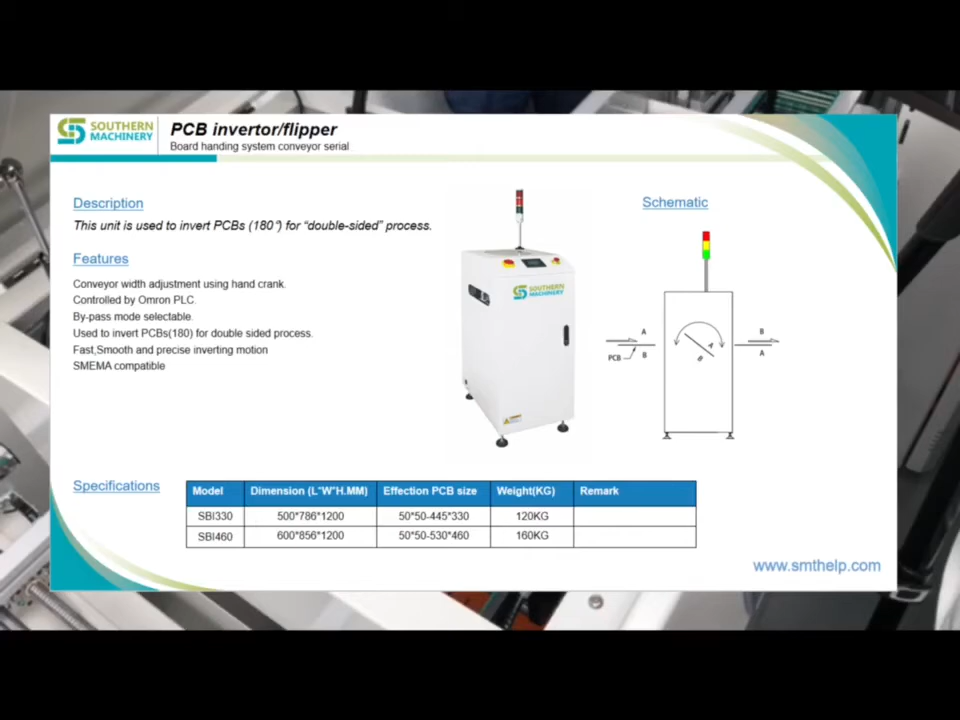 SOUTHERN
MACHINERY
PCB invertor/flipper
Board handing system conveyor serial
Description
This unit is used to invert PCBs (180°) for “double-sided” process.
Features
Conveyor width adjustment using hand crank.
Controlled by Omron PLC.
By-pass mode selectable.
Used to invert PCBs(180) for double sided process.
Fast,Smooth and precise inverting motion
SMEMA compatible
SOUTHERN
MACHINERY
Schematic
A
B
PCB
A
B
B
A
Specifications
Model Dimension (L"W"H.MM) Effection PCB size Weight(KG) Remark
SBI330 500*786*1200 50*50-445*330 120KG
SBI460 600*856*1200 50*50-530*460 160KG
www.smthelp.com